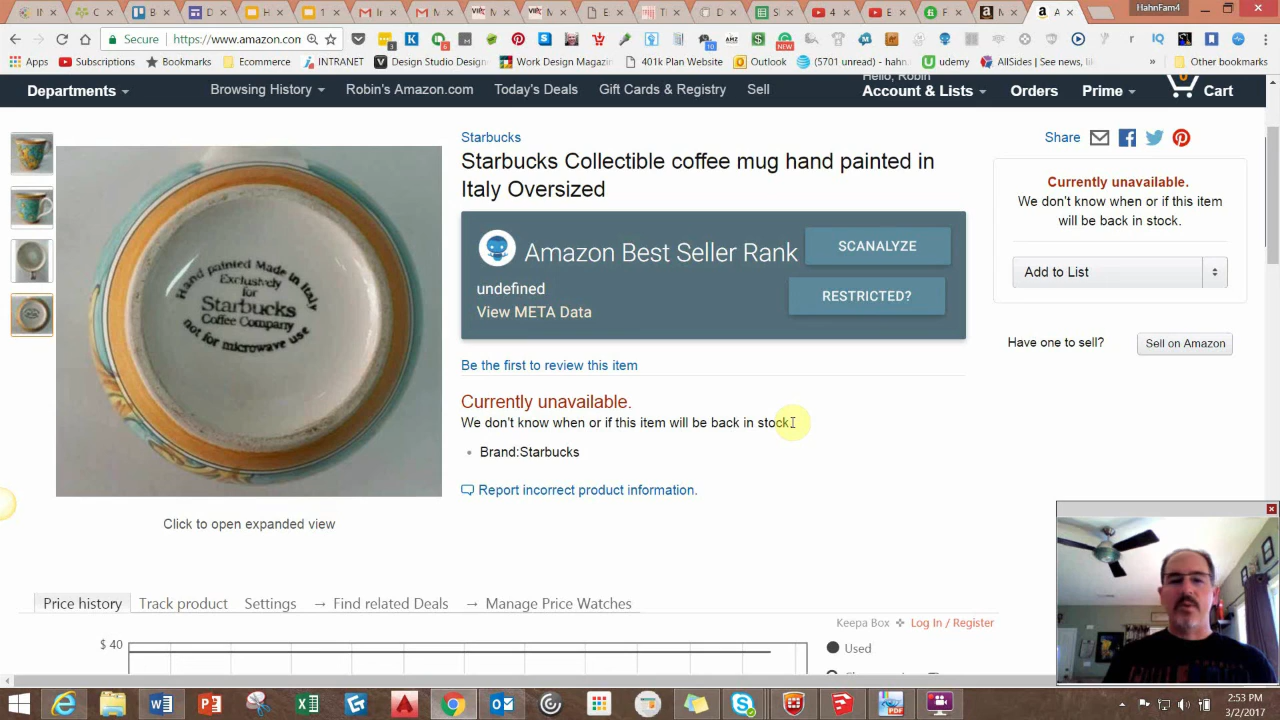 HahnFam4
Secure
https://www.amazon.com
Apps
Subscriptions
Bookmarks
Ecommerc
INTRANET
Design Studio Design
Work Design Magazin
401k Plan Website
Outlook
(5701 unread) - hahn
udemy
AllSides | See news, l
Other bookmarks
Departments
Browsing History
Robin's Amazon.com
Today's Deals
Gift Cards & Registry
Sell
Hello, Robin
Account & Lists
Orders
Prime
0
Cart
Starbucks
Starbucks Collectible coffee mug hand painted in
Italy Oversized
Amazon Best Seller Rank
SCANALYZE
undefined
RESTRICTED?
View META Data
Be the first to review this item
Currently unavailable.
We don't know when or if this item will be back in stock.
Brand:Starbucks
Report incorrect product information.
Share
Currently unavailable.
We don't know when or if this item
will be back in stock.
Add to List
Have one to sell?
Sell on Amazon
Hand painted Made in Italy
Exclusively
for
Starbucks
Coffee Company
not for microwave use
Click to open expanded view
Price history
Track product
Settings
→ Find related Deals
→ Manage Price Watches
Keepa Box
Log In / Register
$ 40
Used
2:53 PM
3/2/2017